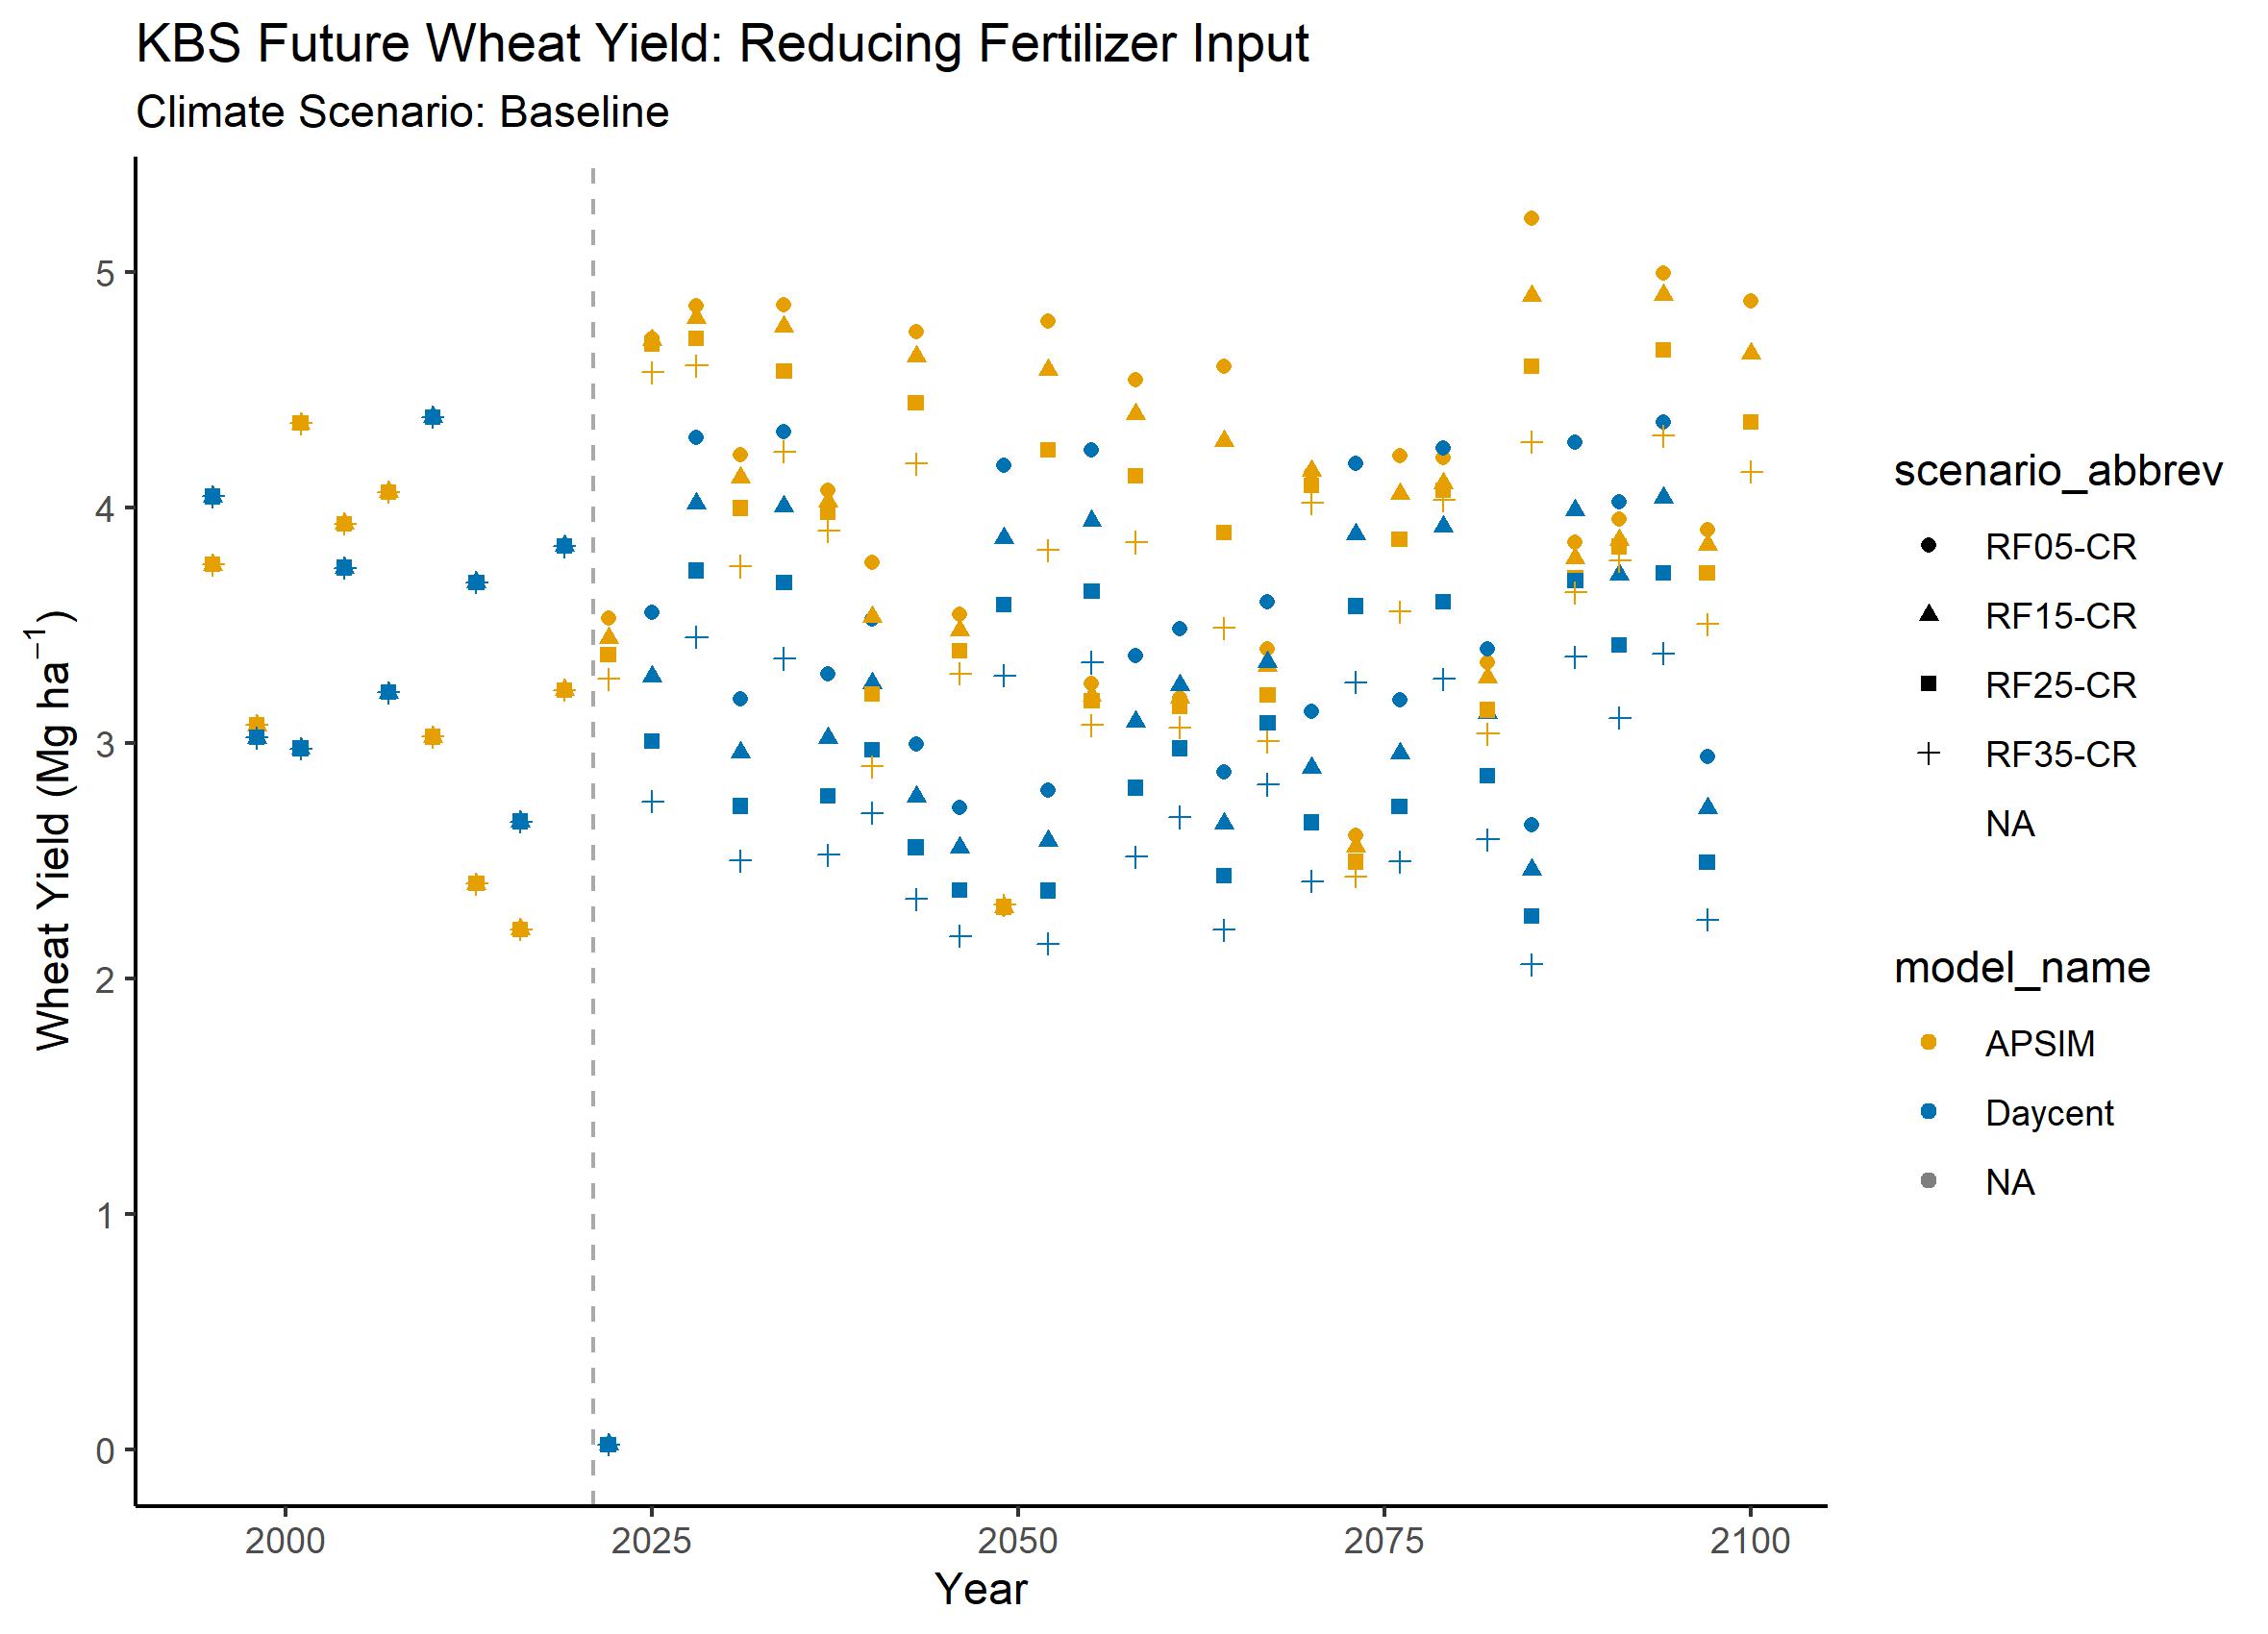 KBS Future Wheat Yield: Reducing Fertilizer Input
Climate Scenario: Baseline
Wheat Yield (Mg ha⁻¹)
5
4
3
2
1
0
2000
2025
2050
2075
2100
Year
scenario_abbrev
RF05-CR
RF15-CR
RF25-CR
RF35-CR
NA
model_name
APSIM
Daycent
NA